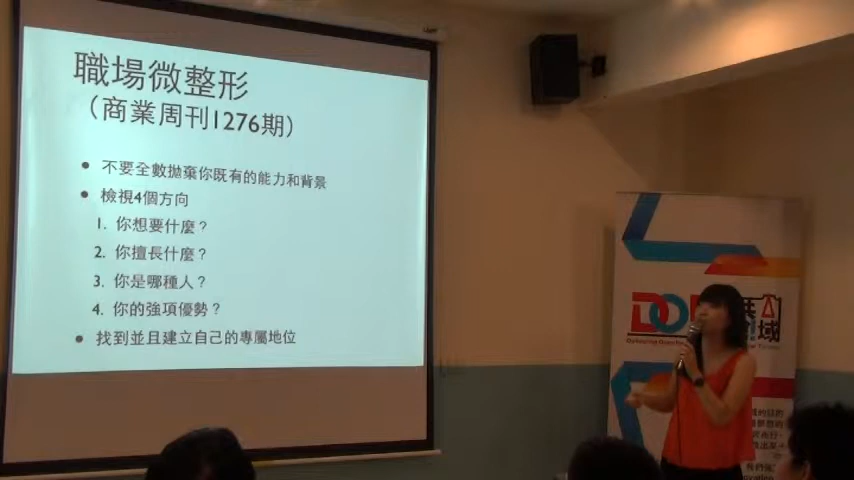 職場微整形
（商業周刊1276期）
• 不要全數拋棄你既有的能力和背景
• 檢視4個方向
1. 你想要什麼？
2. 你擅長什麼？
3. 你是哪種人？
4. 你的強項優勢？
• 找到並且建立自己的專屬地位
DO
域